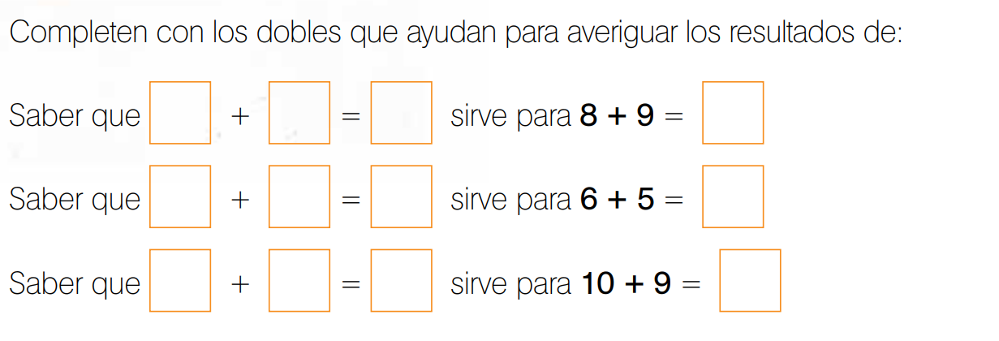 Completen con los dobles que ayudan para averiguar los resultados de:
Saber que + = sirve para 8 + 9 =
Saber que + = sirve para 6 + 5 =
Saber que + = sirve para 10 + 9 =